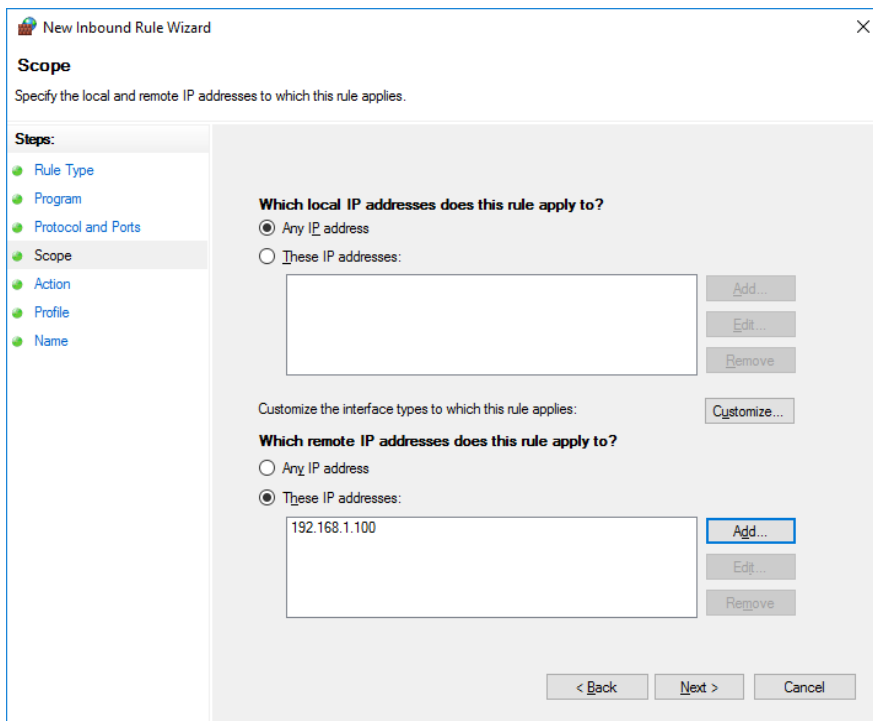 New Inbound Rule Wizard
Scope
Specify the local and remote IP addresses to which this rule applies.
Steps:
Rule Type
Program
Protocol and Ports
Scope
Action
Profile
Name
Which local IP addresses does this rule apply to?
Any IP address
These IP addresses:
Add...
Edit...
Remove
Customize the interface types to which this rule applies:
Customize...
Which remote IP addresses does this rule apply to?
Any IP address
These IP addresses:
192.168.1.100
Add...
Edit...
Remove
< Back
Next >
Cancel